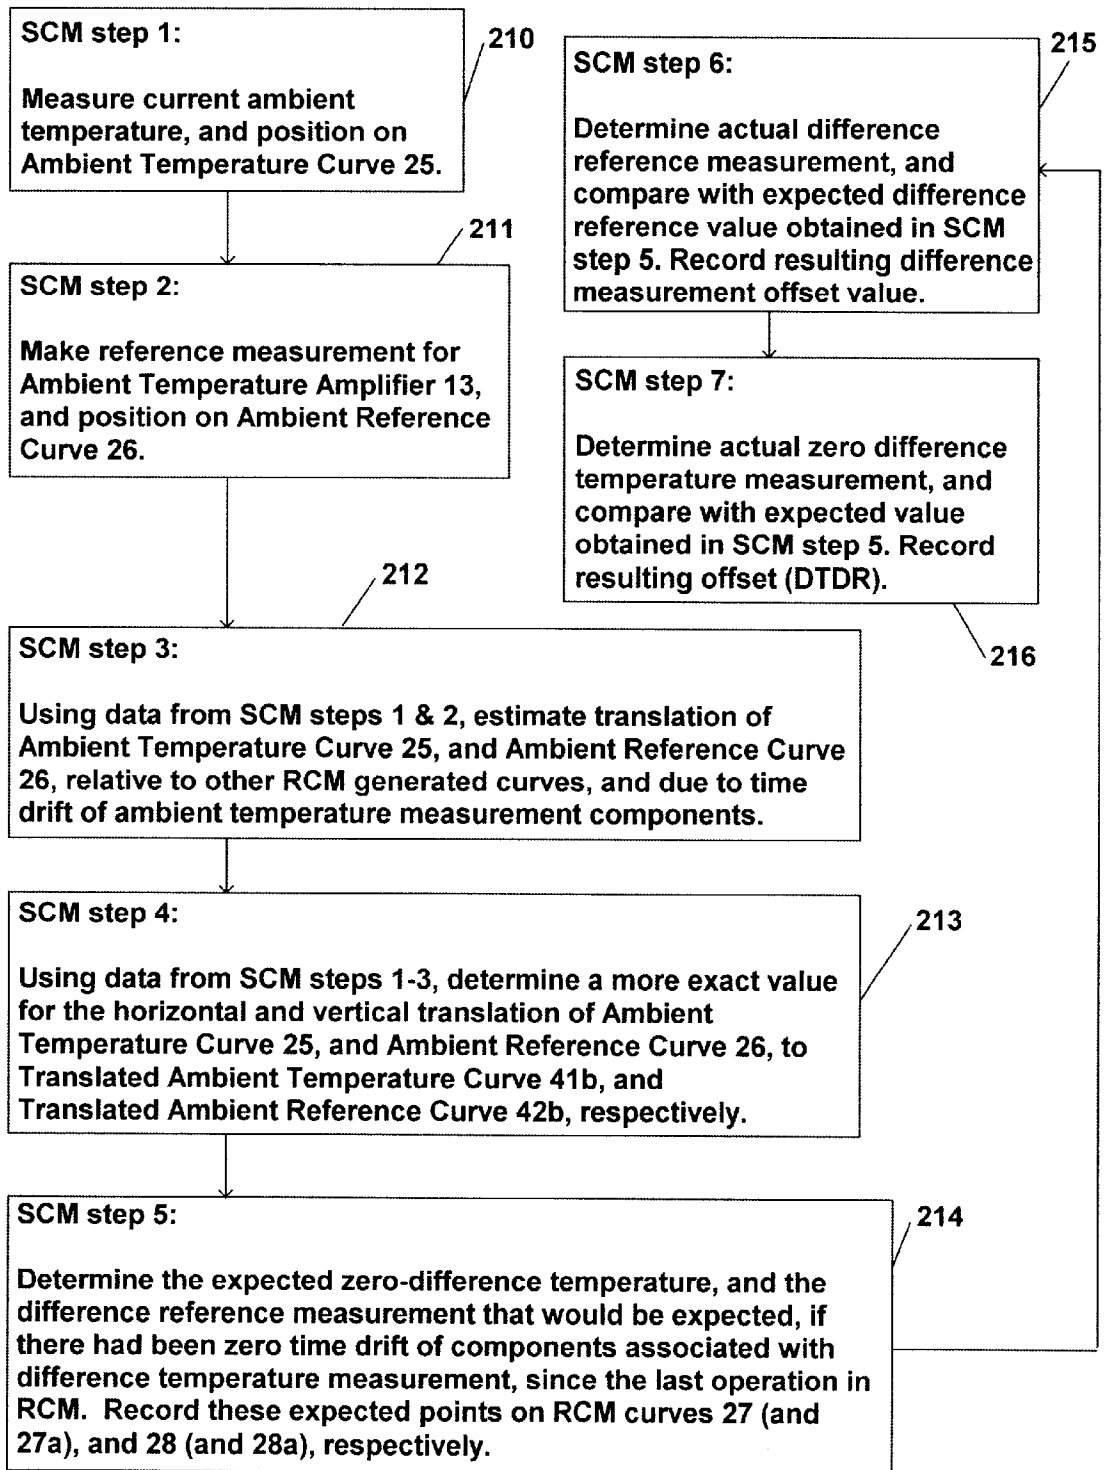 SCM step 1:
Measure current ambient
temperature, and position on
Ambient Temperature Curve 25.
210
SCM step 2:
Make reference measurement for
Ambient Temperature Amplifier 13,
and position on Ambient Reference
Curve 26.
211
SCM step 3:
Using data from SCM steps 1 & 2, estimate translation of
Ambient Temperature Curve 25, and Ambient Reference Curve
26, relative to other RCM generated curves, and due to time
drift of ambient temperature measurement components.
212
SCM step 4:
Using data from SCM steps 1-3, determine a more exact value
for the horizontal and vertical translation of Ambient
Temperature Curve 25, and Ambient Reference Curve 26, to
Translated Ambient Temperature Curve 41b, and
Translated Ambient Reference Curve 42b, respectively.
213
SCM step 5:
Determine the expected zero-difference temperature, and the
difference reference measurement that would be expected, if
there had been zero time drift of components associated with
difference temperature measurement, since the last operation in
RCM. Record these expected points on RCM curves 27 (and
27a), and 28 (and 28a), respectively.
214
SCM step 6:
Determine actual difference
reference measurement, and
compare with expected difference
reference value obtained in SCM
step 5. Record resulting difference
measurement offset value.
215
SCM step 7:
Determine actual zero difference
temperature measurement, and
compare with expected value
obtained in SCM step 5. Record
resulting offset (DTDR).
216